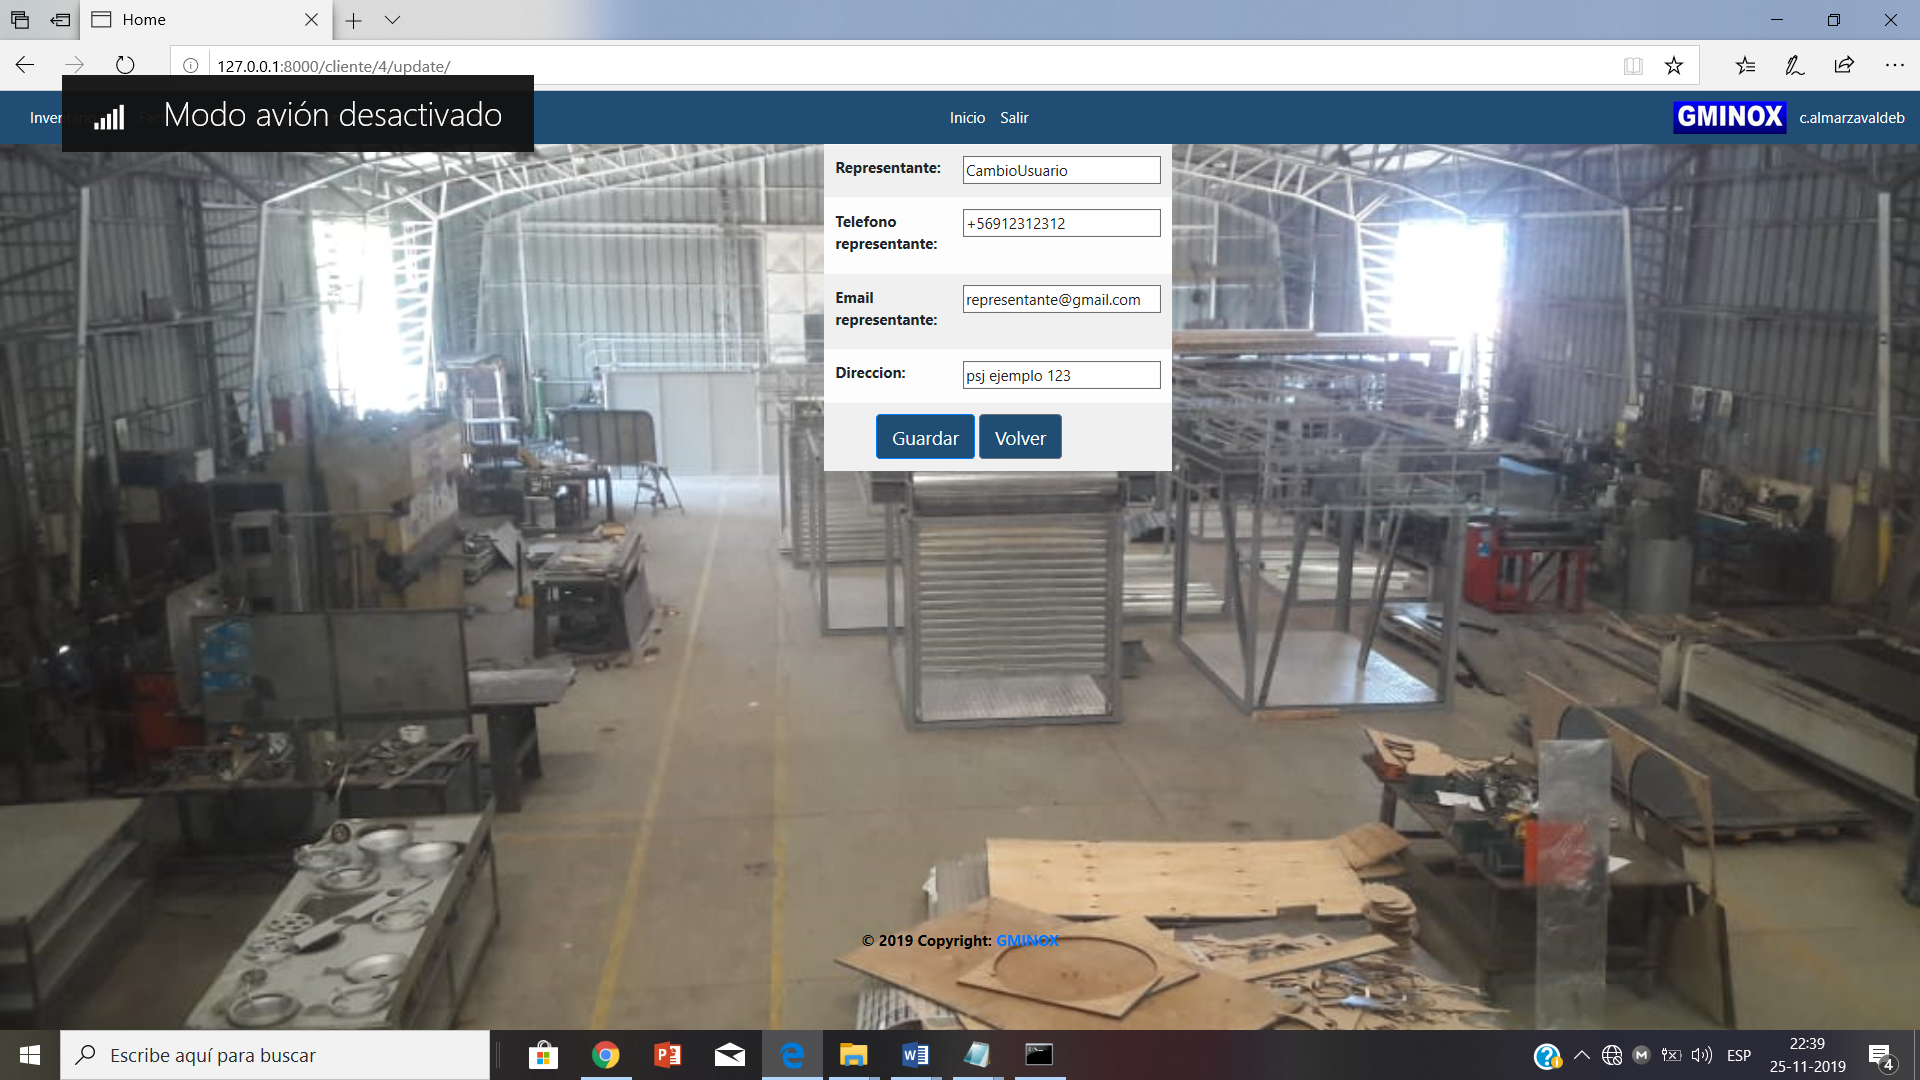 Home
127.0.0.1:8000/cliente/4/update/
Modo avión desactivado
Inicio Salir
GMINOX c.almarzavaldeb
Representante: CambioUsuario
Telefono
representante: +56912312312
Email
representante: representante@gmail.com
Direccion: psj ejemplo 123
Guardar Volver
© 2019 Copyright: GMINOX
Escribe aquí para buscar
ESP
22:39
25-11-2019
4